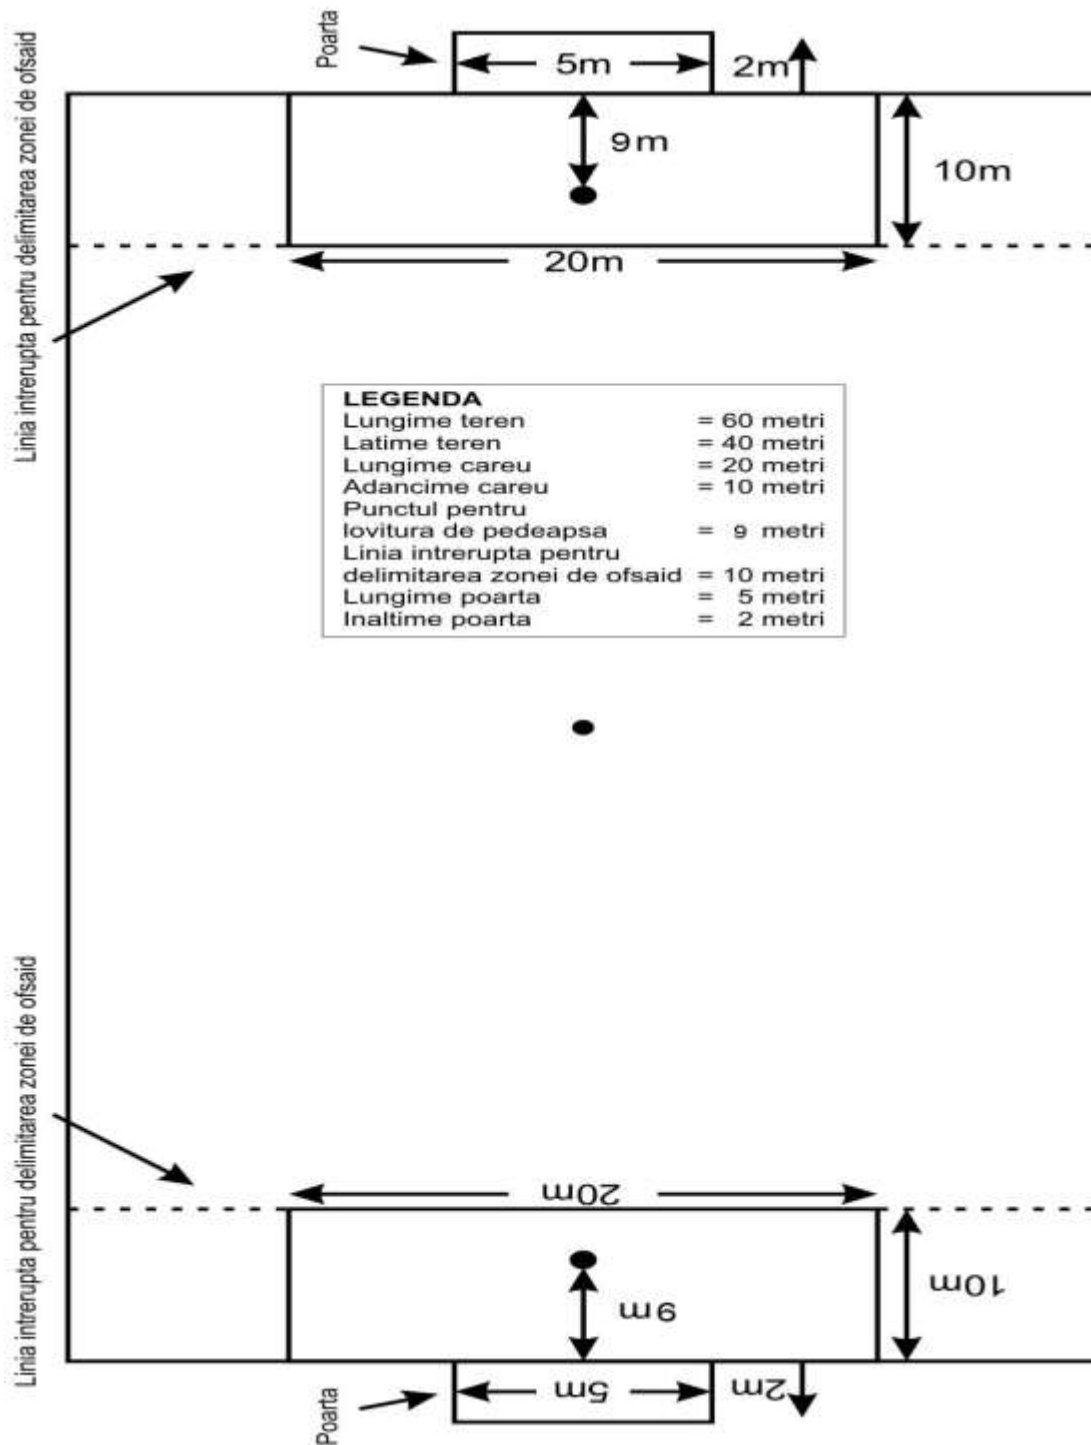 Poarta
5m
2m
Linia intrerupta pentru delimitarea zonei de ofsaid
9m
10m
20m
LEGENDA
Lungime teren = 60 metri
Latime teren = 40 metri
Lungime careu = 20 metri
Adancime careu = 10 metri
Punctul pentru
lovitura de pedeapsa = 9 metri
Linia intrerupta pentru
delimitarea zonei de ofsaid = 10 metri
Lungime poarta = 5 metri
Inaltime poarta = 2 metri
Linia intrerupta pentru delimitarea zonei de ofsaid
20m
10m
9m
5m
2m
Poarta